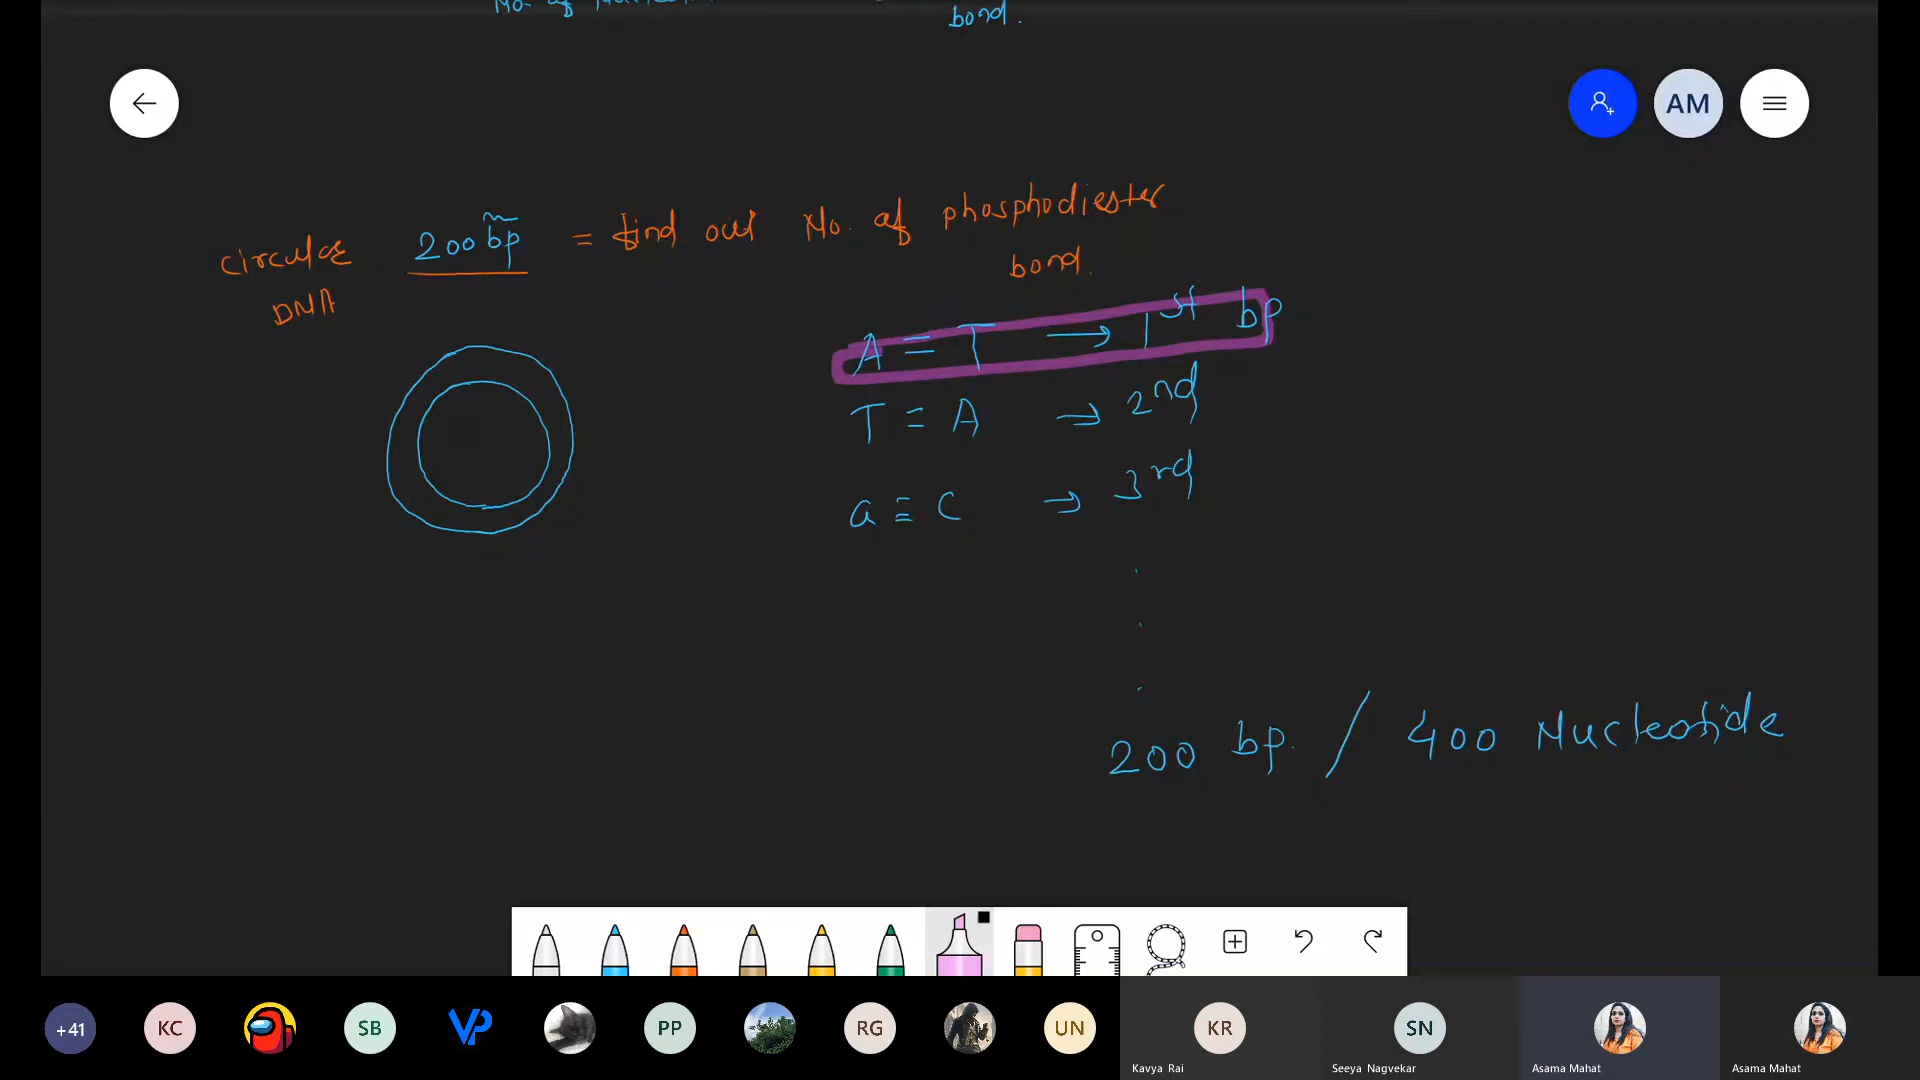 bond.
AM
Circular 200 bp = find out No. of phosphodiester
DNA bond.
A = T → 1st bp
T = A → 2nd
G ≡ C → 3rd
200 bp. / 400 Nucleotide
+41 KC SB VP PP RG UN KR SN
Kavya Rai Seeya Nagvekar Asama Mahat Asama Mahat